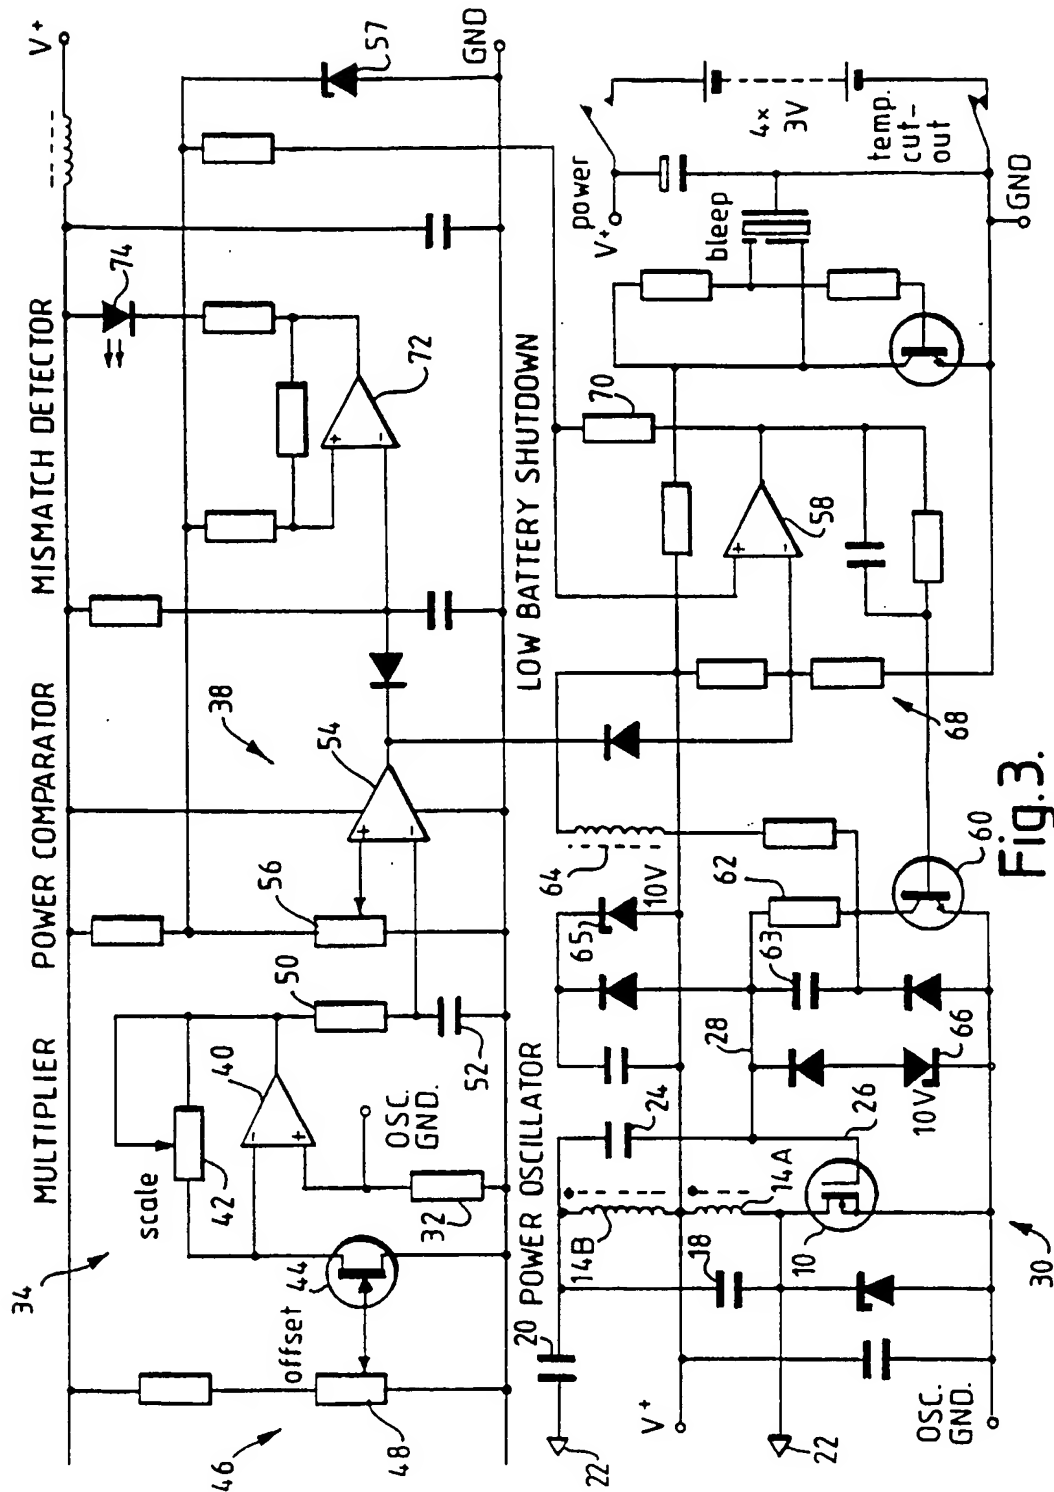 MULTIPLIER
POWER COMPARATOR
MISMATCH DETECTOR
V+
34
38
74
scale
42
40
50
56
54
72
57
offset
44
46
48
32
OSC.
GND.
52
GND
POWER OSCILLATOR
LOW BATTERY SHUTDOWN
20
22
14B
14A
18
24
28
65
64
10V
62
63
V+
10
26
10V
66
60
68
58
70
power
V+
bleep
4x
3V
temp.
cut-
out
GND
22
OSC.
GND.
30
Fig.3.